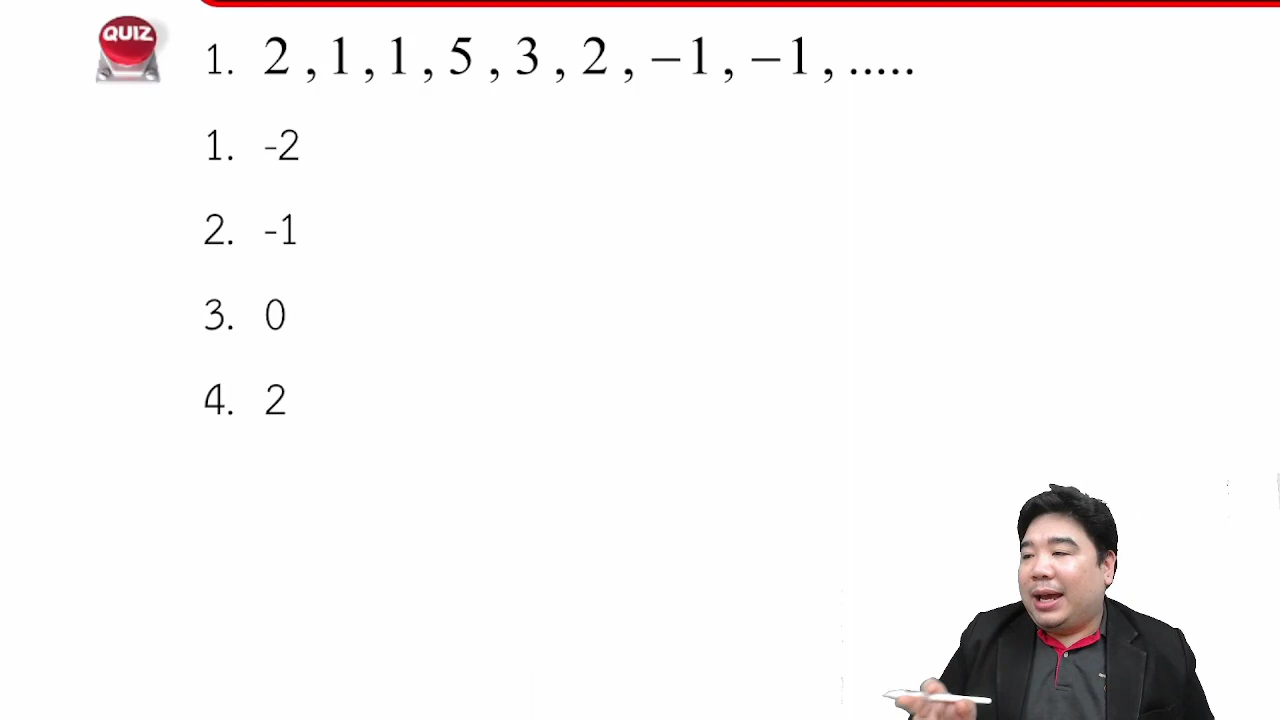 QUIZ
1. 2 , 1 , 1 , 5 , 3 , 2 , −1 , −1 , .....
1. -2
2. -1
3. 0
4. 2